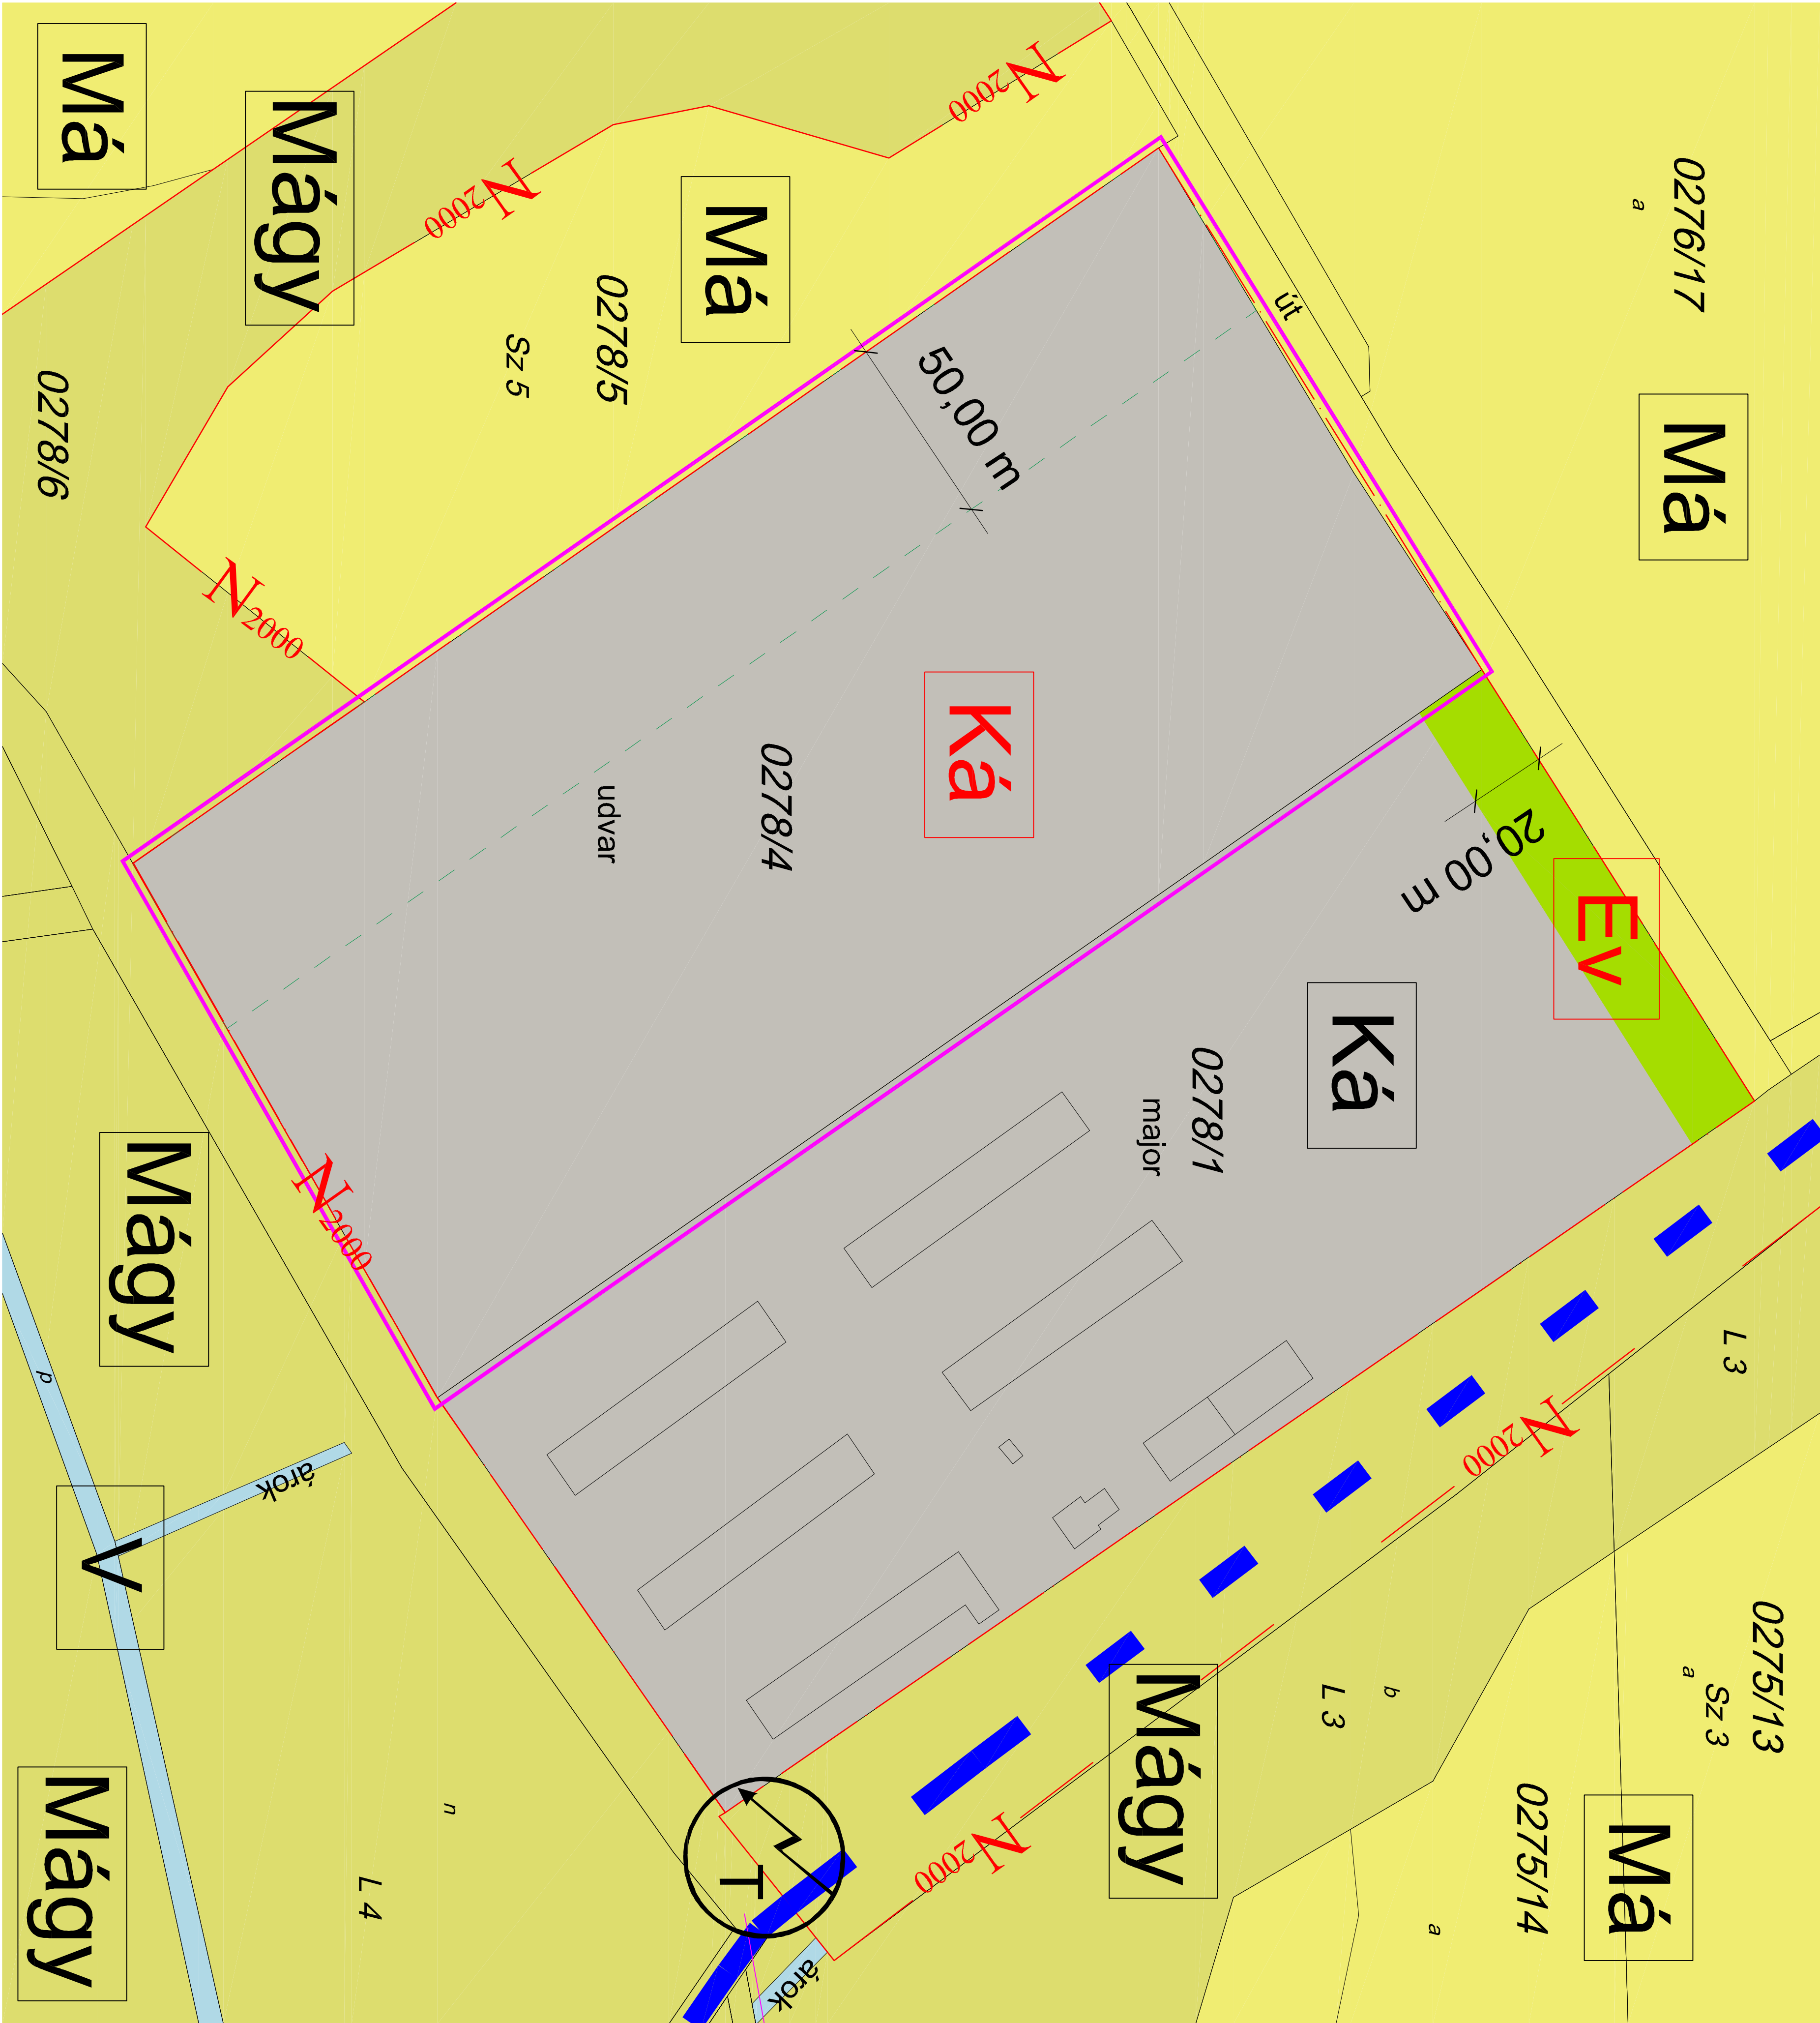 Má
Mágy
N2000
N2000
Má
0278/5
Sz 5
0278/6
N2000
0276/17
a
út
Má
50,00 m
Ká
0278/4
udvar
20,00 m
Ev
Ká
0278/1
major
N2000
Mágy
p
árok
V
Mágy
n
L 4
L 3
N2000
0275/13
a
Sz 3
b
L 3
Mágy
0275/14
Má
a
N2000
T
árok